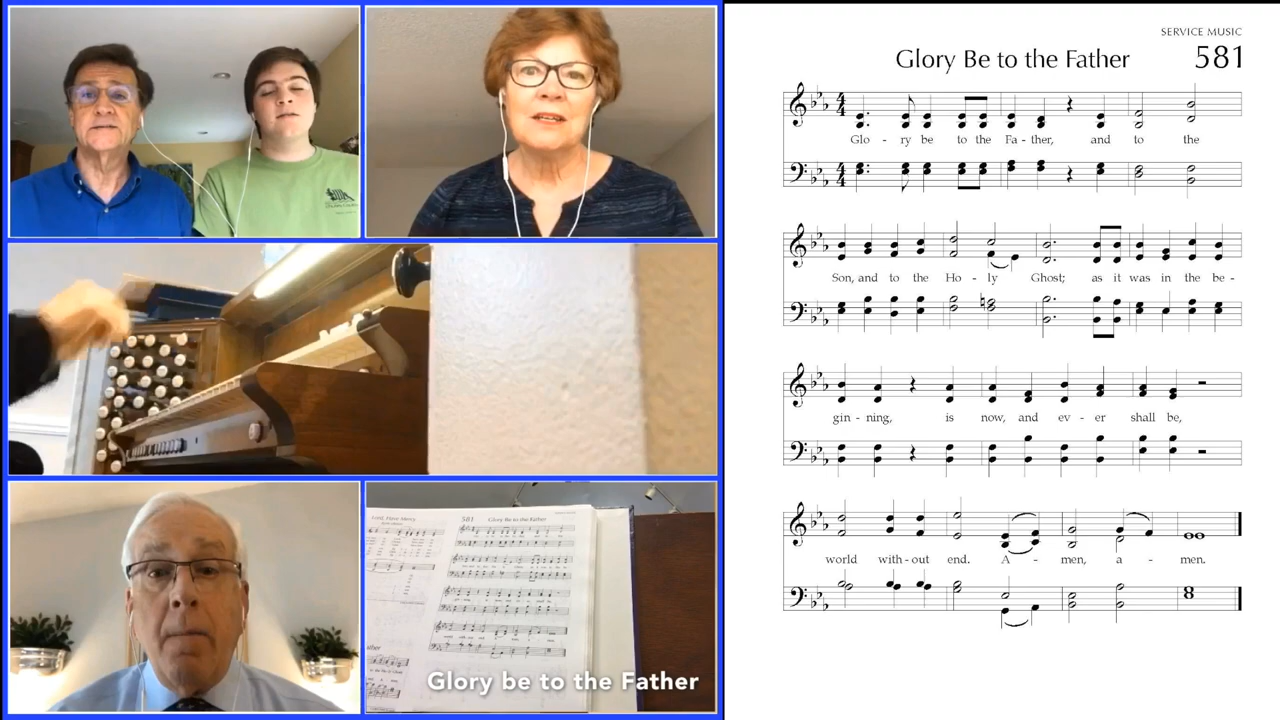 SERVICE MUSIC
Glory Be to the Father 581
Glo - ry be to the Fa - ther, and to the
Son, and to the Ho - ly Ghost; as it was in the be -
gin - ning, is now, and ev - er shall be,
world with - out end. A - men, a - men.
581 Glory Be to the Father
Glory be to the Father